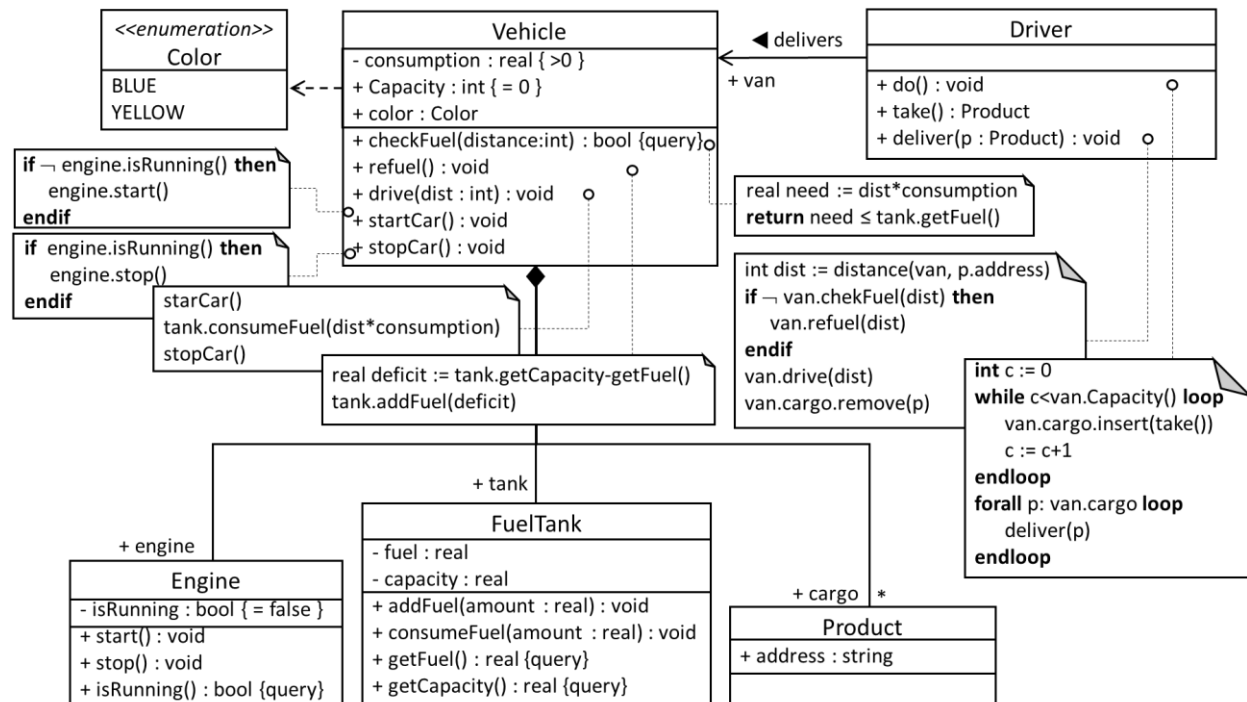 <<enumeration>>
Color
BLUE
YELLOW
Vehicle
- consumption : real { >0 }
+ Capacity : int { = 0 }
+ color : Color
+ checkFuel(distance:int) : bool {query}
+ refuel() : void
+ drive(dist : int) : void
+ startCar() : void
+ stopCar() : void
◀ delivers
+ van
Driver
+ do() : void
+ take() : Product
+ deliver(p : Product) : void
if ¬ engine.isRunning() then
engine.start()
endif
if engine.isRunning() then
engine.stop()
endif
starCar()
tank.consumeFuel(dist*consumption)
stopCar()
real deficit := tank.getCapacity-getFuel()
tank.addFuel(deficit)
real need := dist*consumption
return need ≤ tank.getFuel()
int dist := distance(van, p.address)
if ¬ van.chekFuel(dist) then
van.refuel(dist)
endif
van.drive(dist)
van.cargo.remove(p)
int c := 0
while c<van.Capacity() loop
van.cargo.insert(take())
c := c+1
endloop
forall p: van.cargo loop
deliver(p)
endloop
+ engine
Engine
- isRunning : bool { = false }
+ start() : void
+ stop() : void
+ isRunning() : bool {query}
+ tank
FuelTank
- fuel : real
- capacity : real
+ addFuel(amount : real) : void
+ consumeFuel(amount : real) : void
+ getFuel() : real {query}
+ getCapacity() : real {query}
+ cargo *
Product
+ address : string